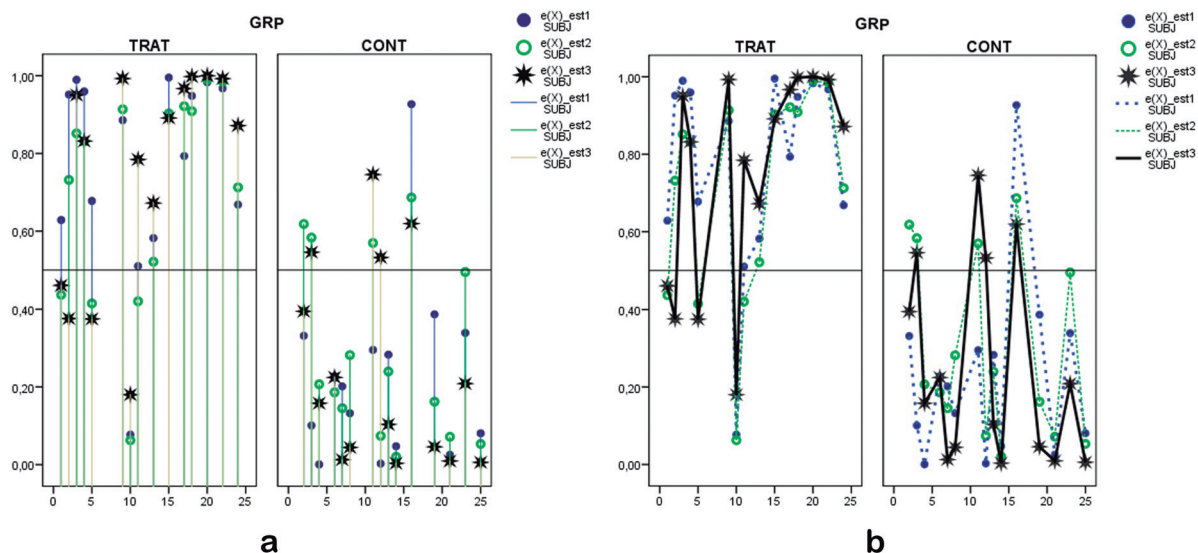 GRP
TRAT
CONT
1,00
0,80
0,60
0,40
0,20
0,00
0 5 10 15 20 25
0 5 10 15 20 25
e(X)_est1
SUBJ
e(X)_est2
SUBJ
e(X)_est3
SUBJ
e(X)_est1
SUBJ
e(X)_est2
SUBJ
e(X)_est3
SUBJ
a
GRP
TRAT
CONT
1,00
0,80
0,60
0,40
0,20
0,00
0 5 10 15 20 25
0 5 10 15 20 25
e(X)_est1
SUBJ
e(X)_est2
SUBJ
e(X)_est3
SUBJ
e(X)_est1
SUBJ
e(X)_est2
SUBJ
e(X)_est3
SUBJ
b